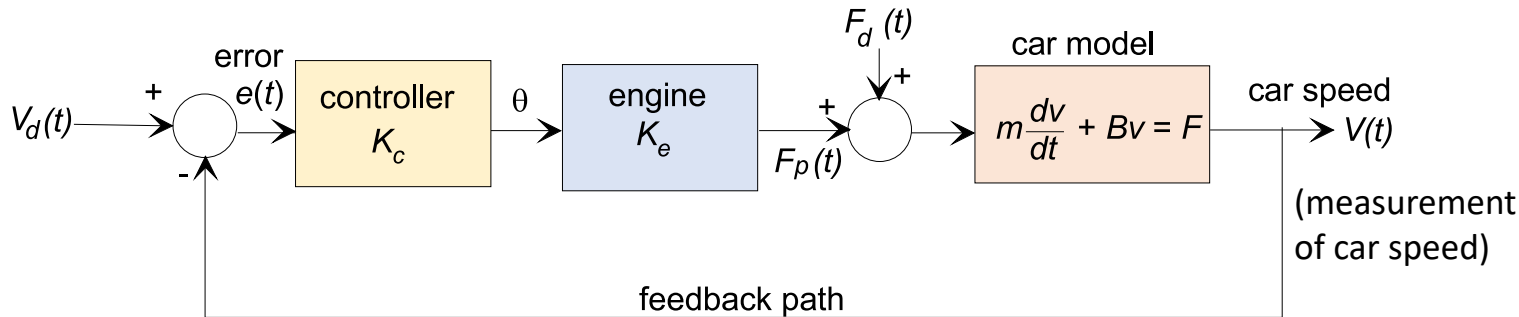 V_d(t)
+
-
error
e(t)
controller
K_c
θ
engine
K_e
F_p(t)
+
F_d(t)
+
car model
m dv/dt + Bv = F
car speed
V(t)
(measurement
of car speed)
feedback path